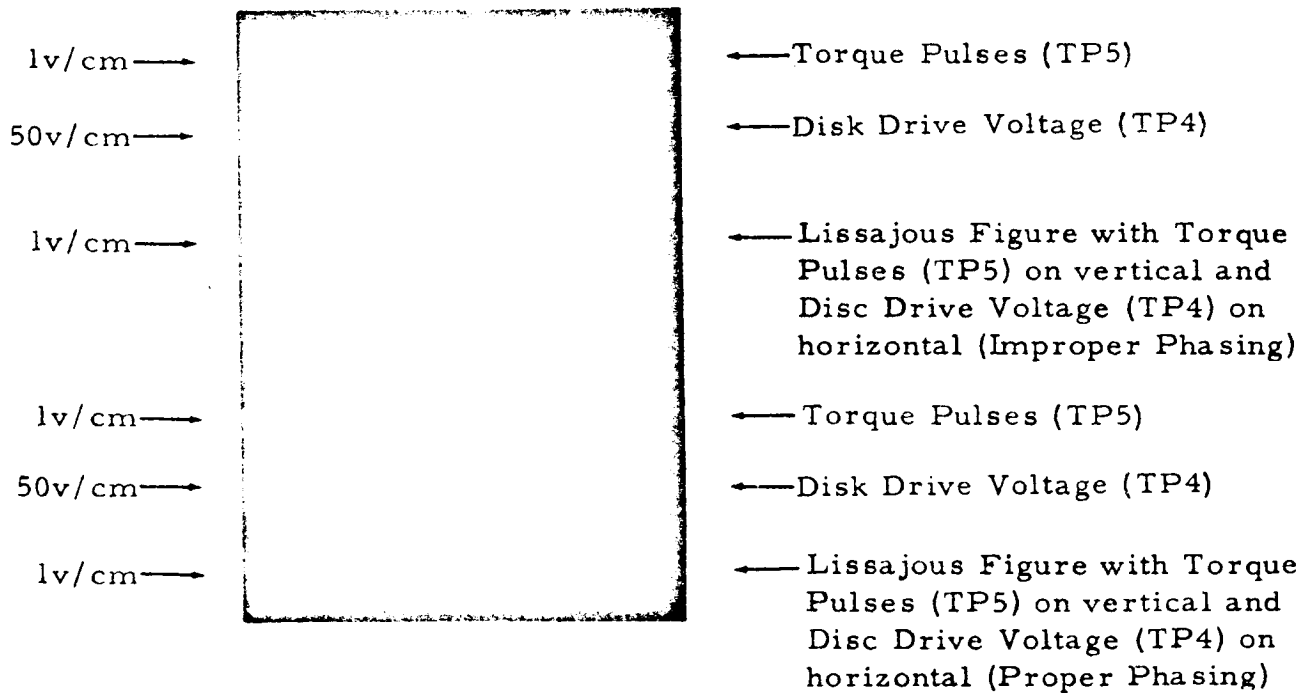 1v/cm
Torque Pulses (TP5)
50v/cm
Disk Drive Voltage (TP4)
1v/cm
Lissajous Figure with Torque
Pulses (TP5) on vertical and
Disc Drive Voltage (TP4) on
horizontal (Improper Phasing)
1v/cm
Torque Pulses (TP5)
50v/cm
Disk Drive Voltage (TP4)
1v/cm
Lissajous Figure with Torque
Pulses (TP5) on vertical and
Disc Drive Voltage (TP4) on
horizontal (Proper Phasing)